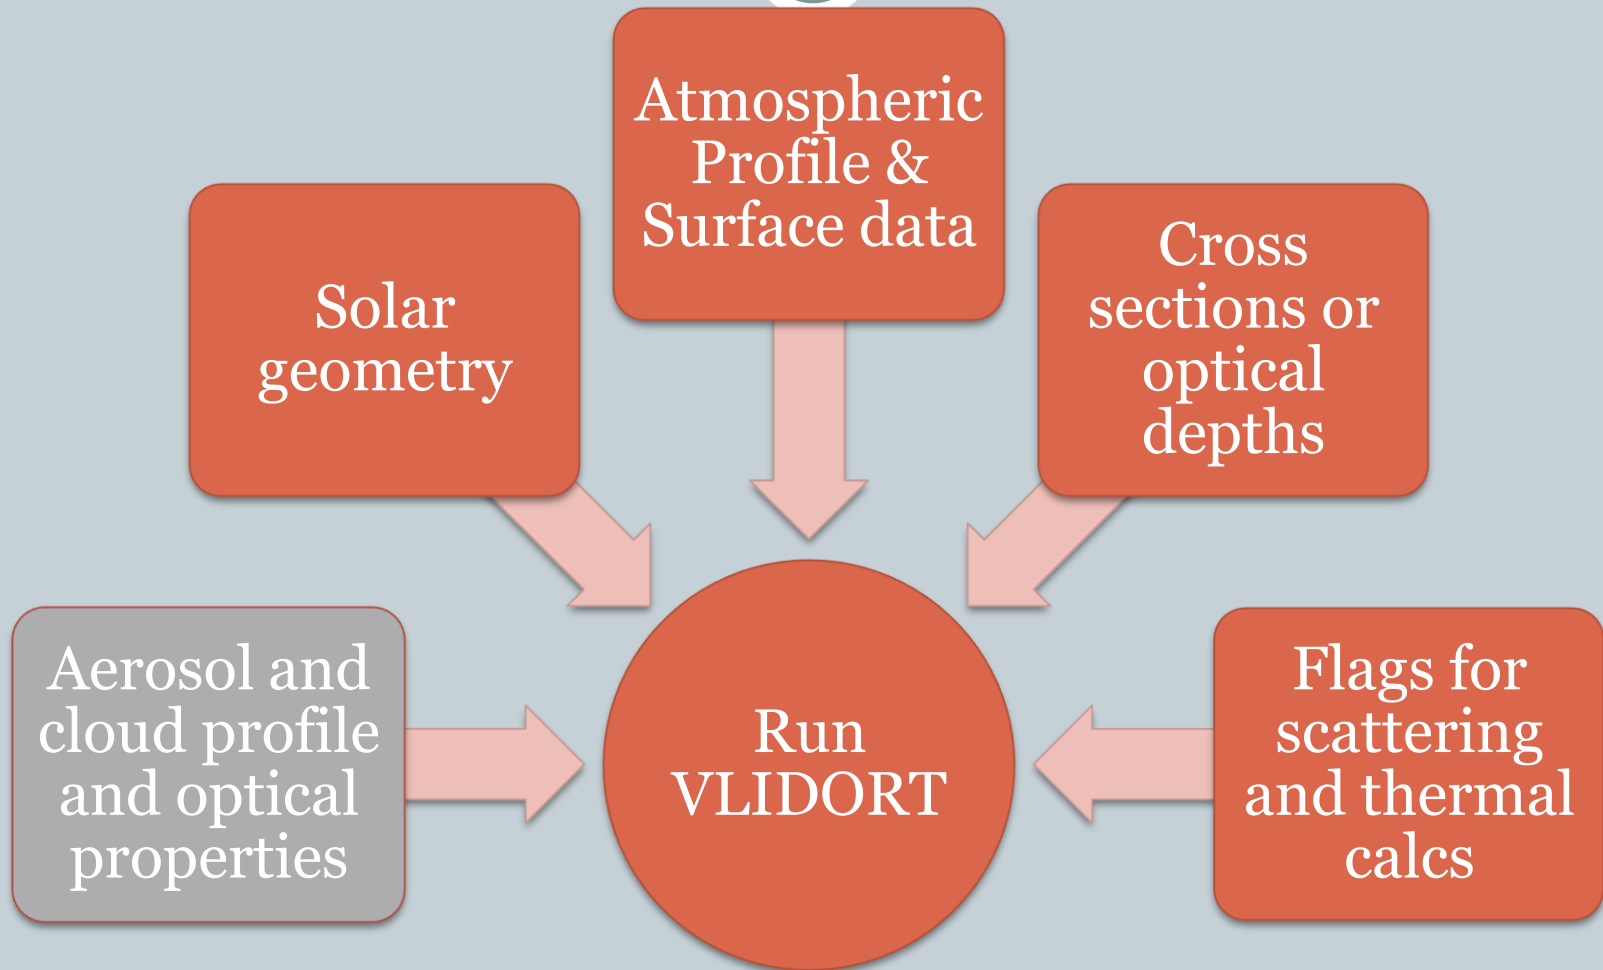 Atmospheric
Profile &
Surface data
Solar
geometry
Cross
sections or
optical
depths
Aerosol and
cloud profile
and optical
properties
Run
VLIDORT
Flags for
scattering
and thermal
calcs